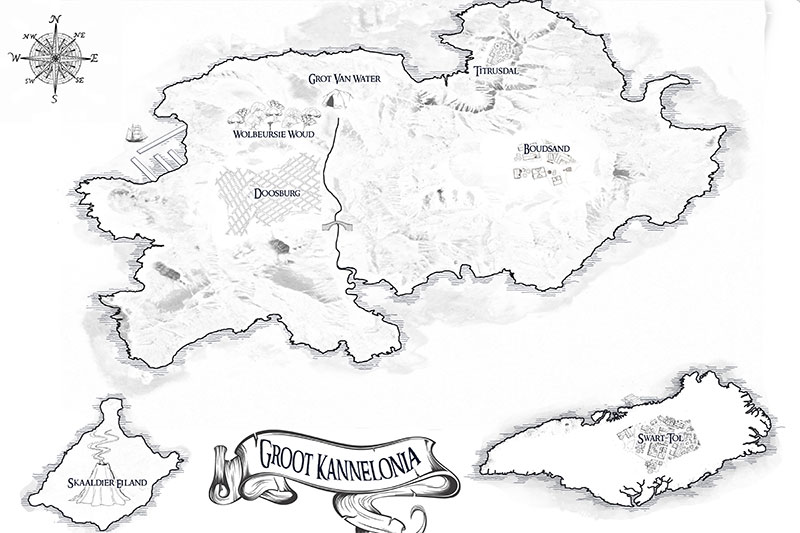 N
NW
NE
W
E
SW
SE
S
Grot Van Water
Titrusdal
Wolbeursie Woud
Boudsand
Doosburg
Swart-Tol
Groot Kannelonia
Skaaldier Eiland